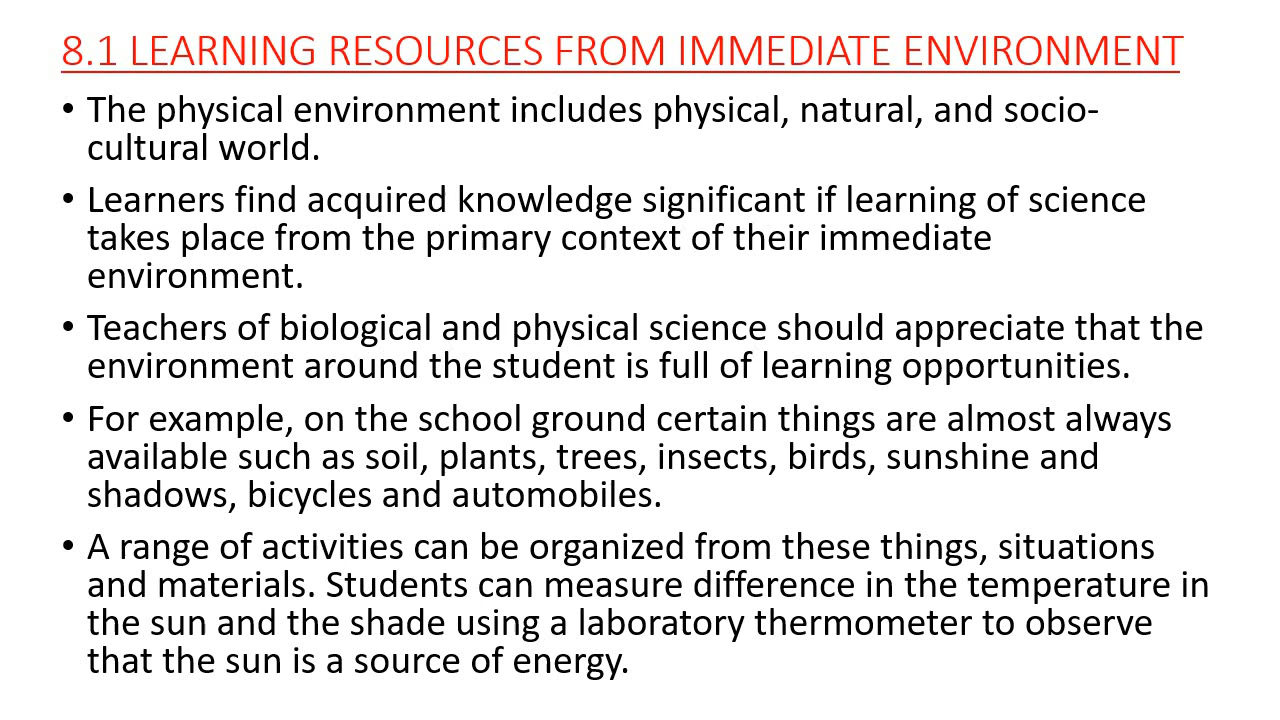 8.1 LEARNING RESOURCES FROM IMMEDIATE ENVIRONMENT
• The physical environment includes physical, natural, and socio-
cultural world.
• Learners find acquired knowledge significant if learning of science
takes place from the primary context of their immediate
environment.
• Teachers of biological and physical science should appreciate that the
environment around the student is full of learning opportunities.
• For example, on the school ground certain things are almost always
available such as soil, plants, trees, insects, birds, sunshine and
shadows, bicycles and automobiles.
• A range of activities can be organized from these things, situations
and materials. Students can measure difference in the temperature in
the sun and the shade using a laboratory thermometer to observe
that the sun is a source of energy.